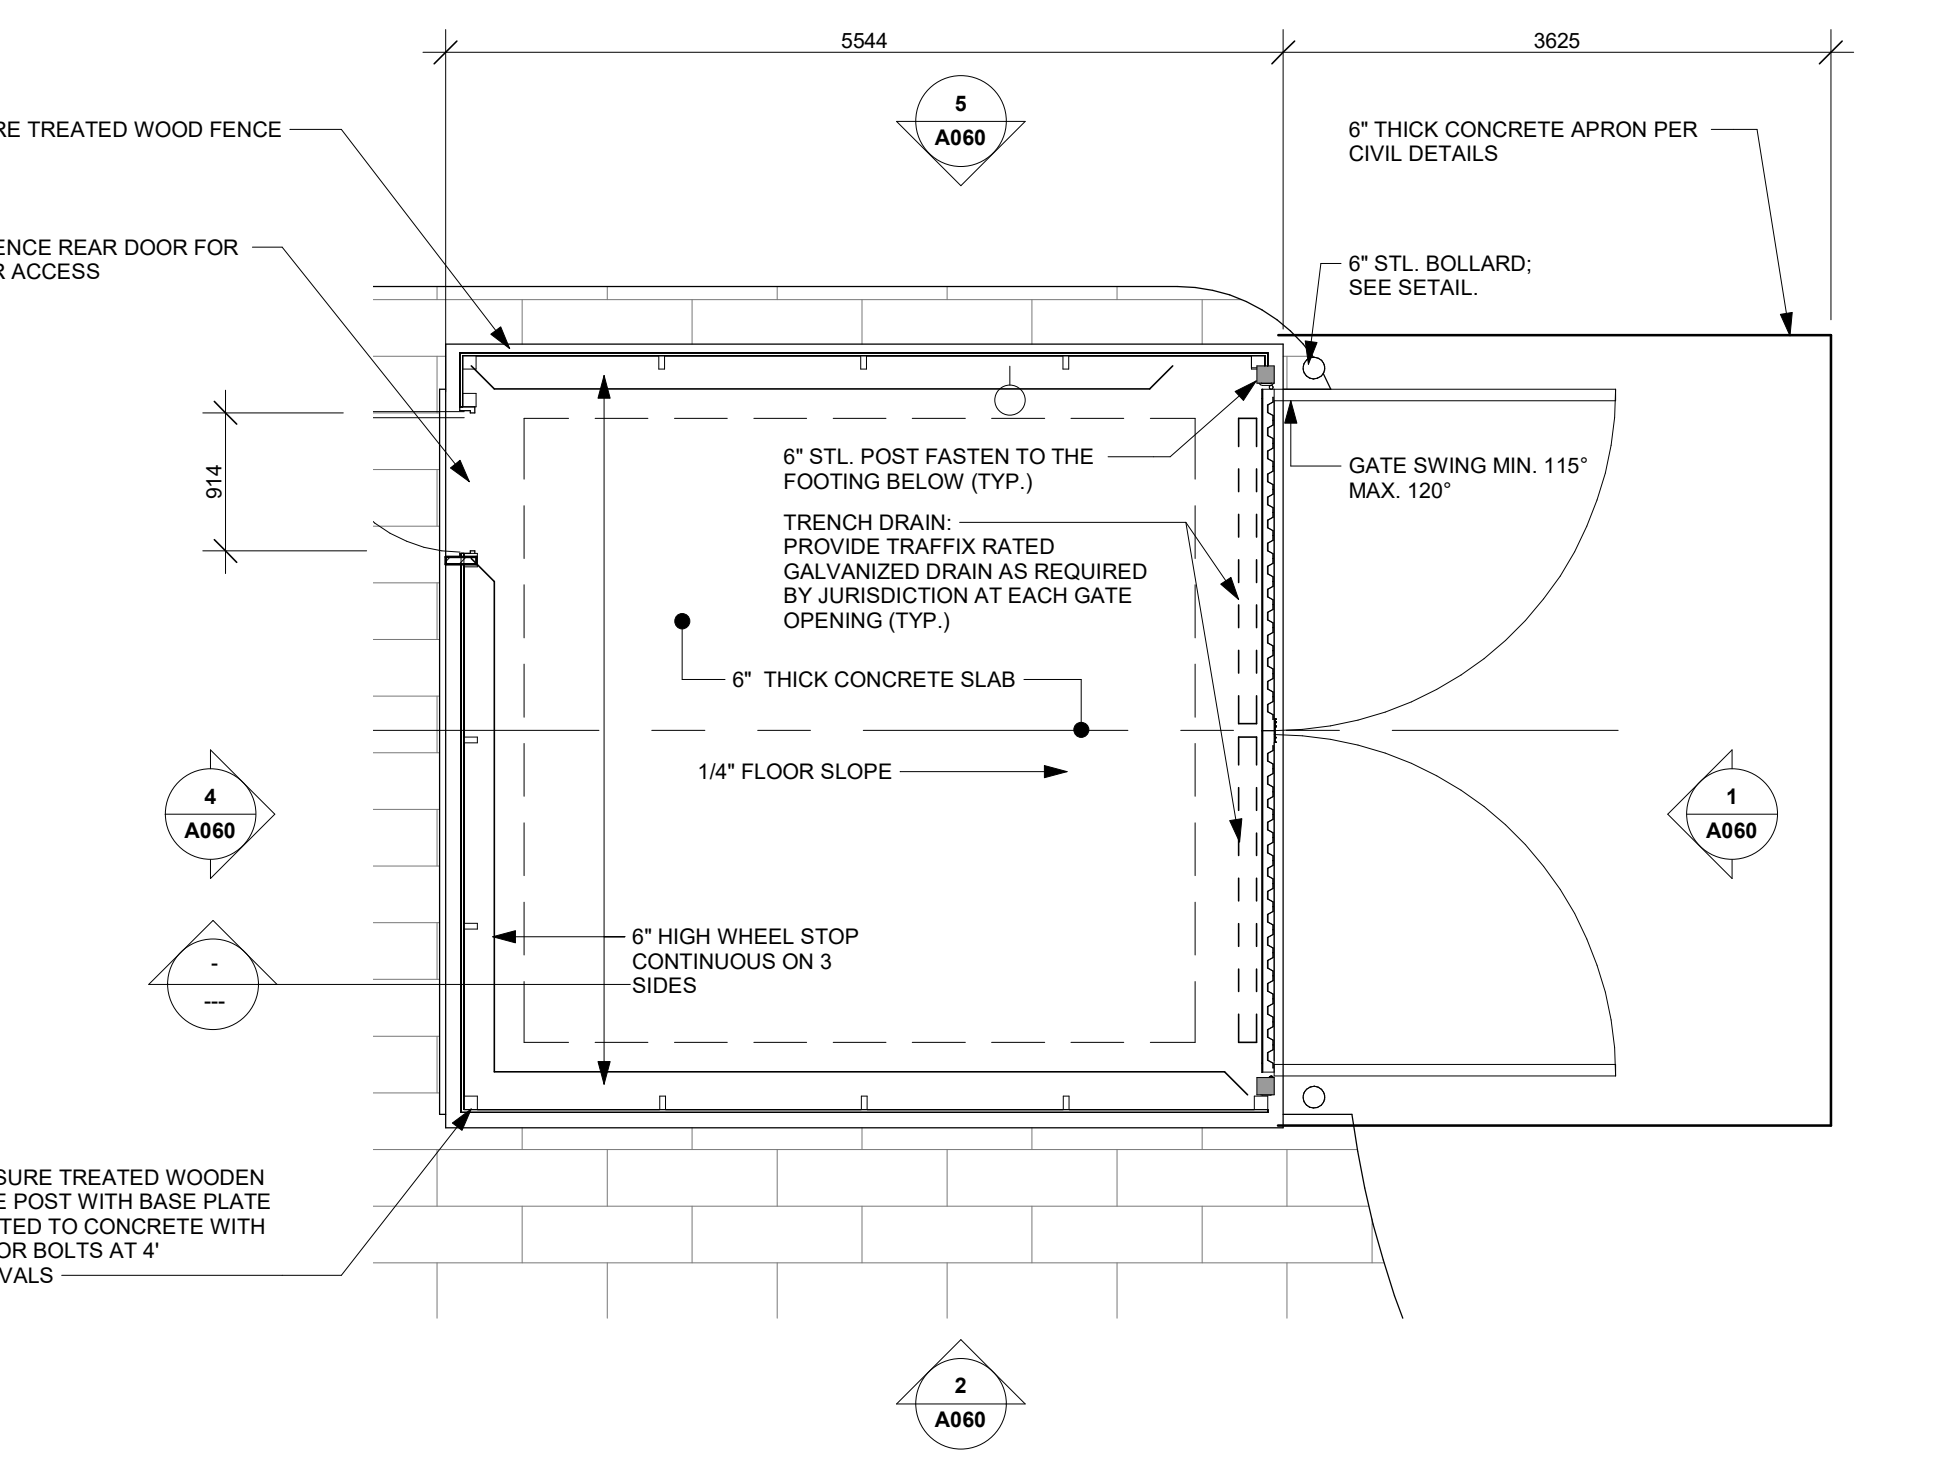 5544
3625
5
A060
RE TREATED WOOD FENCE
6" THICK CONCRETE APRON PER
CIVIL DETAILS
ENCE REAR DOOR FOR
R ACCESS
6" STL. BOLLARD;
SEE SETAIL.
914
6" STL. POST FASTEN TO THE
FOOTING BELOW (TYP.)
GATE SWING MIN. 115°
MAX. 120°
TRENCH DRAIN:
PROVIDE TRAFFIX RATED
GALVANIZED DRAIN AS REQUIRED
BY JURISDICTION AT EACH GATE
OPENING (TYP.)
6" THICK CONCRETE SLAB
1/4" FLOOR SLOPE
4
A060
1
A060
6" HIGH WHEEL STOP
CONTINUOUS ON 3
SIDES
-
---
SURE TREATED WOODEN
E POST WITH BASE PLATE
TED TO CONCRETE WITH
OR BOLTS AT 4'
VALS
2
A060